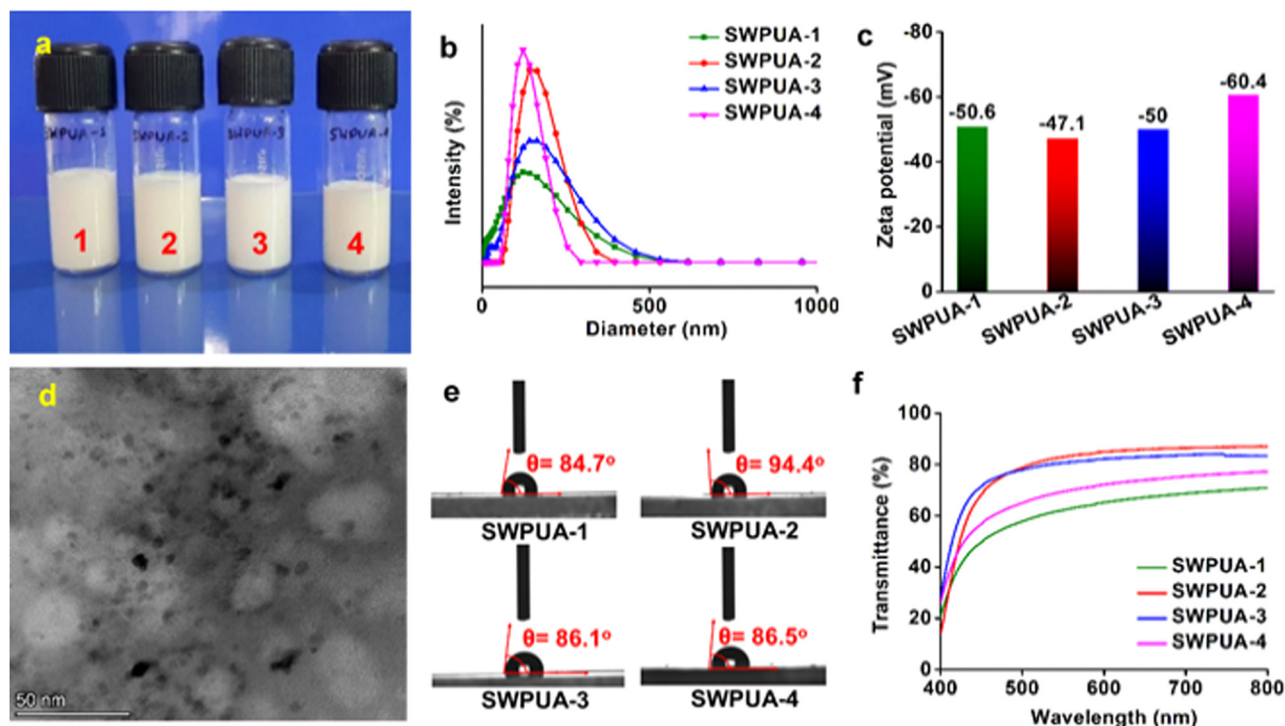 a
SWPUA-1
SWPUA-2
SWPUA-3
SWPUA-4
1
2
3
4
b
SWPUA-1
SWPUA-2
SWPUA-3
SWPUA-4
Intensity (%)
0
500
1000
Diameter (nm)
c
-80
-60
-40
-20
0
Zeta potential (mV)
-50.6
-47.1
-50
-60.4
SWPUA-1
SWPUA-2
SWPUA-3
SWPUA-4
d
50 nm
e
θ= 84.7°
SWPUA-1
θ= 94.4°
SWPUA-2
θ= 86.1°
SWPUA-3
θ= 86.5°
SWPUA-4
f
100
80
60
40
20
0
Transmittance (%)
SWPUA-1
SWPUA-2
SWPUA-3
SWPUA-4
400
500
600
700
800
Wavelength (nm)